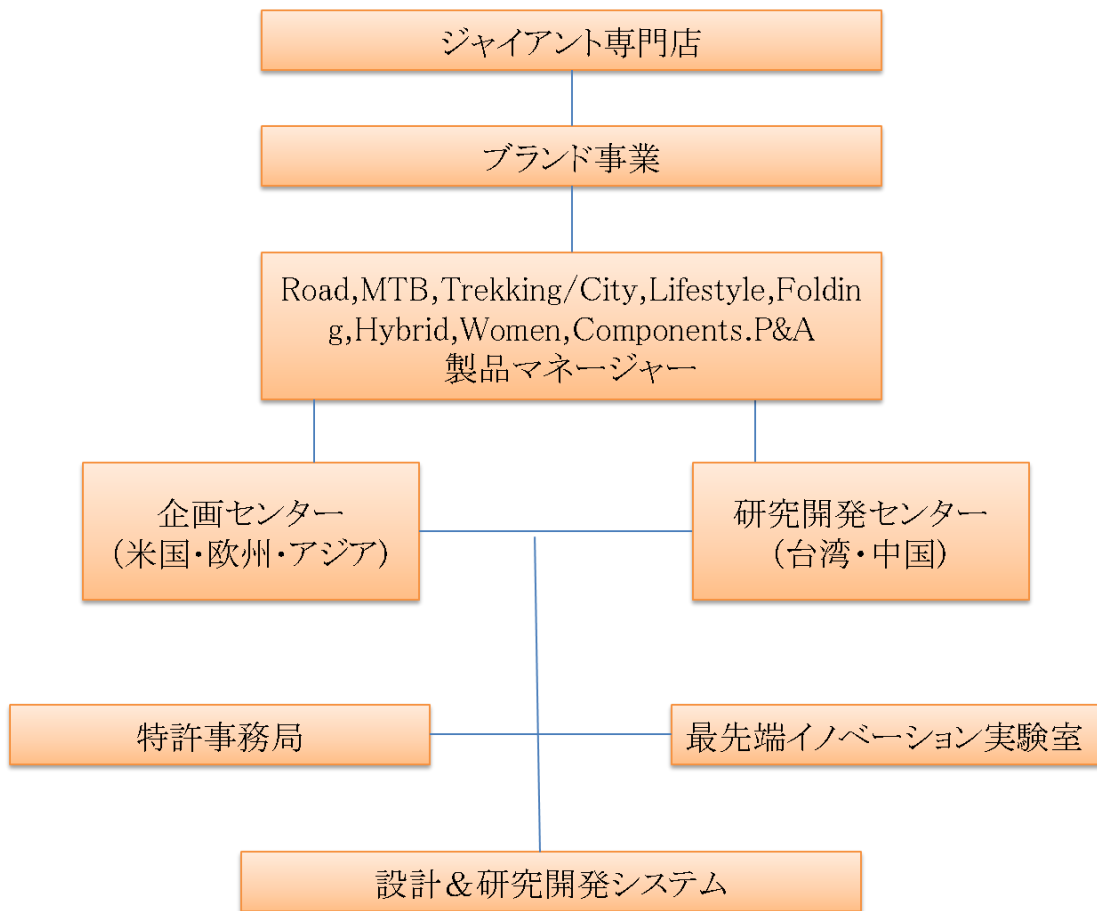 ジャイアント専門店
ブランド事業
Road,MTB,Trekking/City,Lifestyle,Foldin
g,Hybrid,Women,Components.P&A
製品マネージャー
企画センター
(米国・欧州・アジア)
研究開発センター
(台湾・中国)
特許事務局
最先端イノベーション実験室
設計&研究開発システム